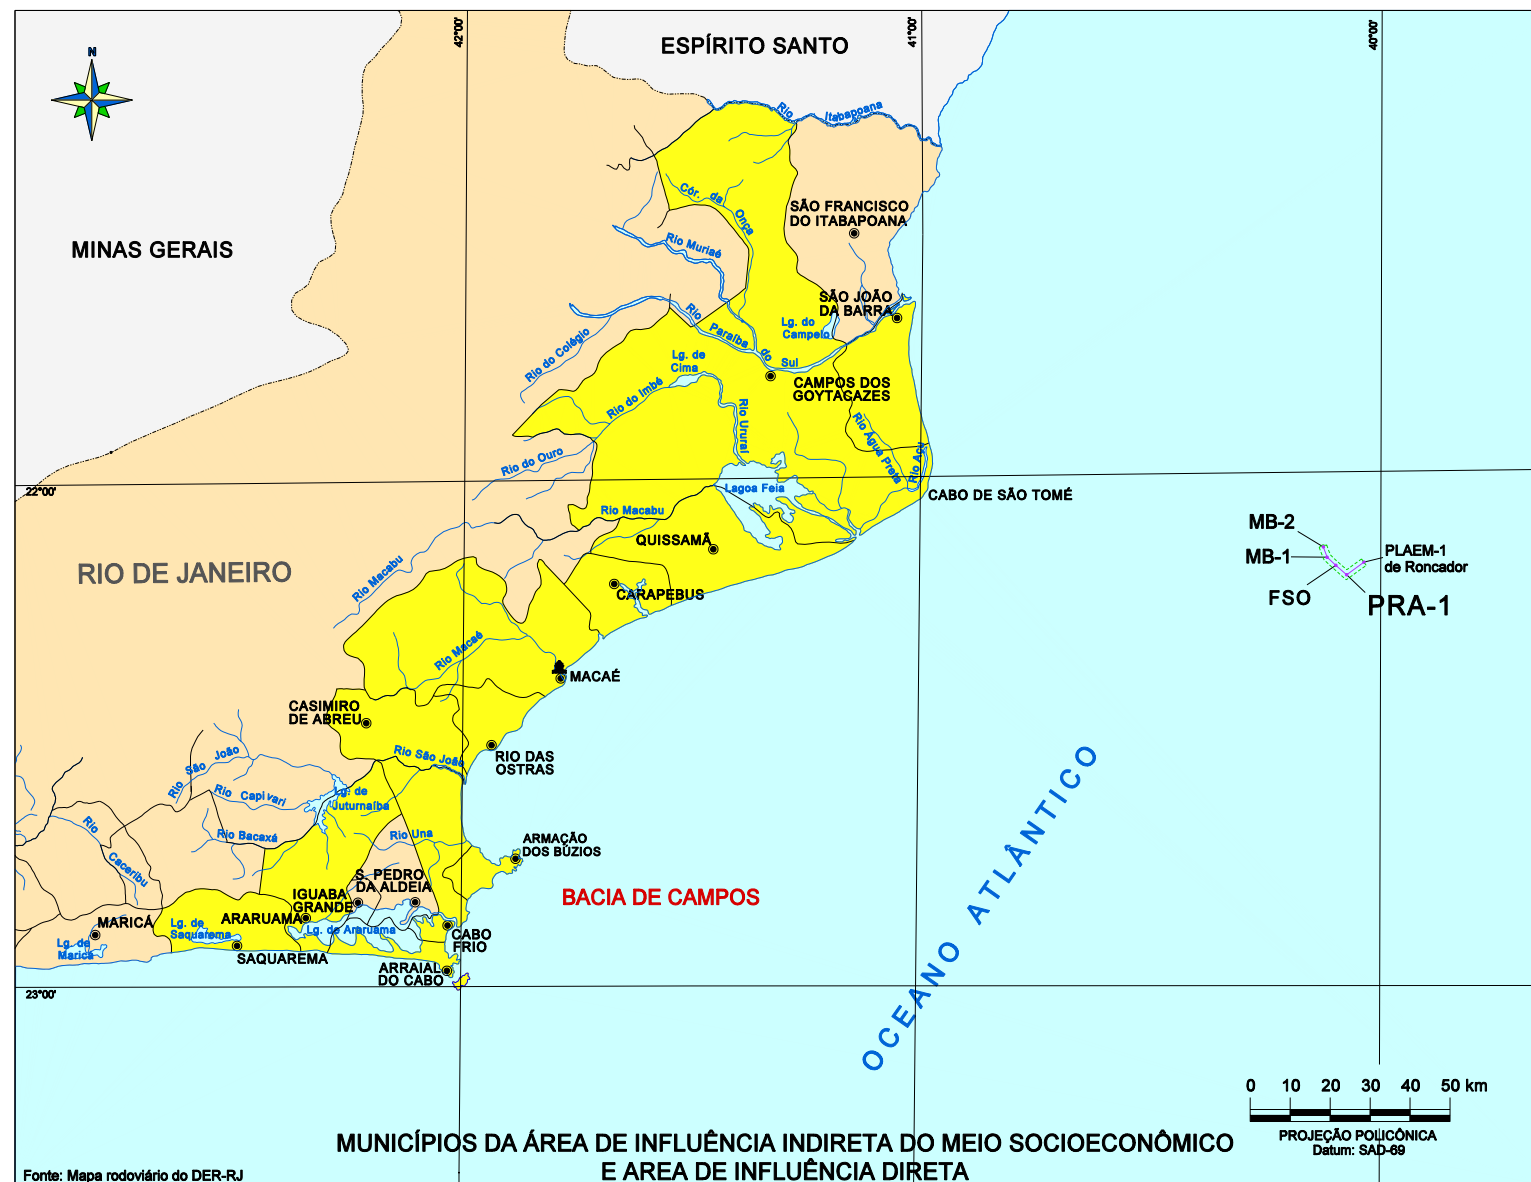 42°00'
41°00'
40°00'
N
ESPÍRITO SANTO
Rio Itabapoana
MINAS GERAIS
Cór. da Onça
SÃO FRANCISCO
DO ITABAPOANA
Rio Muriaé
SÃO JOÃO
DA BARRA
Rio Paraíba do Sul
Lg. do
Campelo
Rio do Colégio
Lg. de
Cima
CAMPOS DOS
GOYTACAZES
Rio do Imbé
Rio Ururaí
Rio Água Preta
Rio Açu
Rio do Ouro
22°00'
Lagoa Feia
CABO DE SÃO TOMÉ
Rio Macabu
QUISSAMÃ
MB-2
MB-1
PLAEM-1
de Roncador
FSO
PRA-1
RIO DE JANEIRO
Rio Macabu
CARAPEBUS
Rio Macaé
MACAÉ
CASIMIRO
DE ABREU
Rio São João
RIO DAS
OSTRAS
Rio São João
Rio Capivari
Lg. de
Juturnaíba
Rio Bacaxá
Rio Una
Rio Caceribu
ARMAÇÃO
DOS BÚZIOS
S. PEDRO
DA ALDEIA
IGUABA
GRANDE
BACIA DE CAMPOS
OCEANO ATLÂNTICO
MARICÁ
ARARUAMA
Lg. de
Saquarema
Lg. de Araruama
CABO
FRIO
Lg. de
Maricá
SAQUAREMA
ARRAIAL
DO CABO
23°00'
0 10 20 30 40 50 km
PROJEÇÃO POLICÔNICA
Datum: SAD-69
MUNICÍPIOS DA ÁREA DE INFLUÊNCIA INDIRETA DO MEIO SOCIOECONÔMICO
E AREA DE INFLUÊNCIA DIRETA
Fonte: Mapa rodoviário do DER-RJ